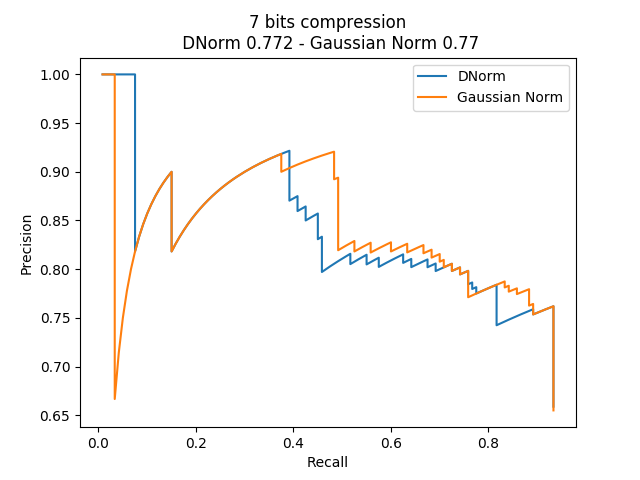 7 bits compression
DNorm 0.772 - Gaussian Norm 0.77
DNorm
Gaussian Norm
Precision
1.00
0.95
0.90
0.85
0.80
0.75
0.70
0.65
0.0
0.2
0.4
0.6
0.8
Recall